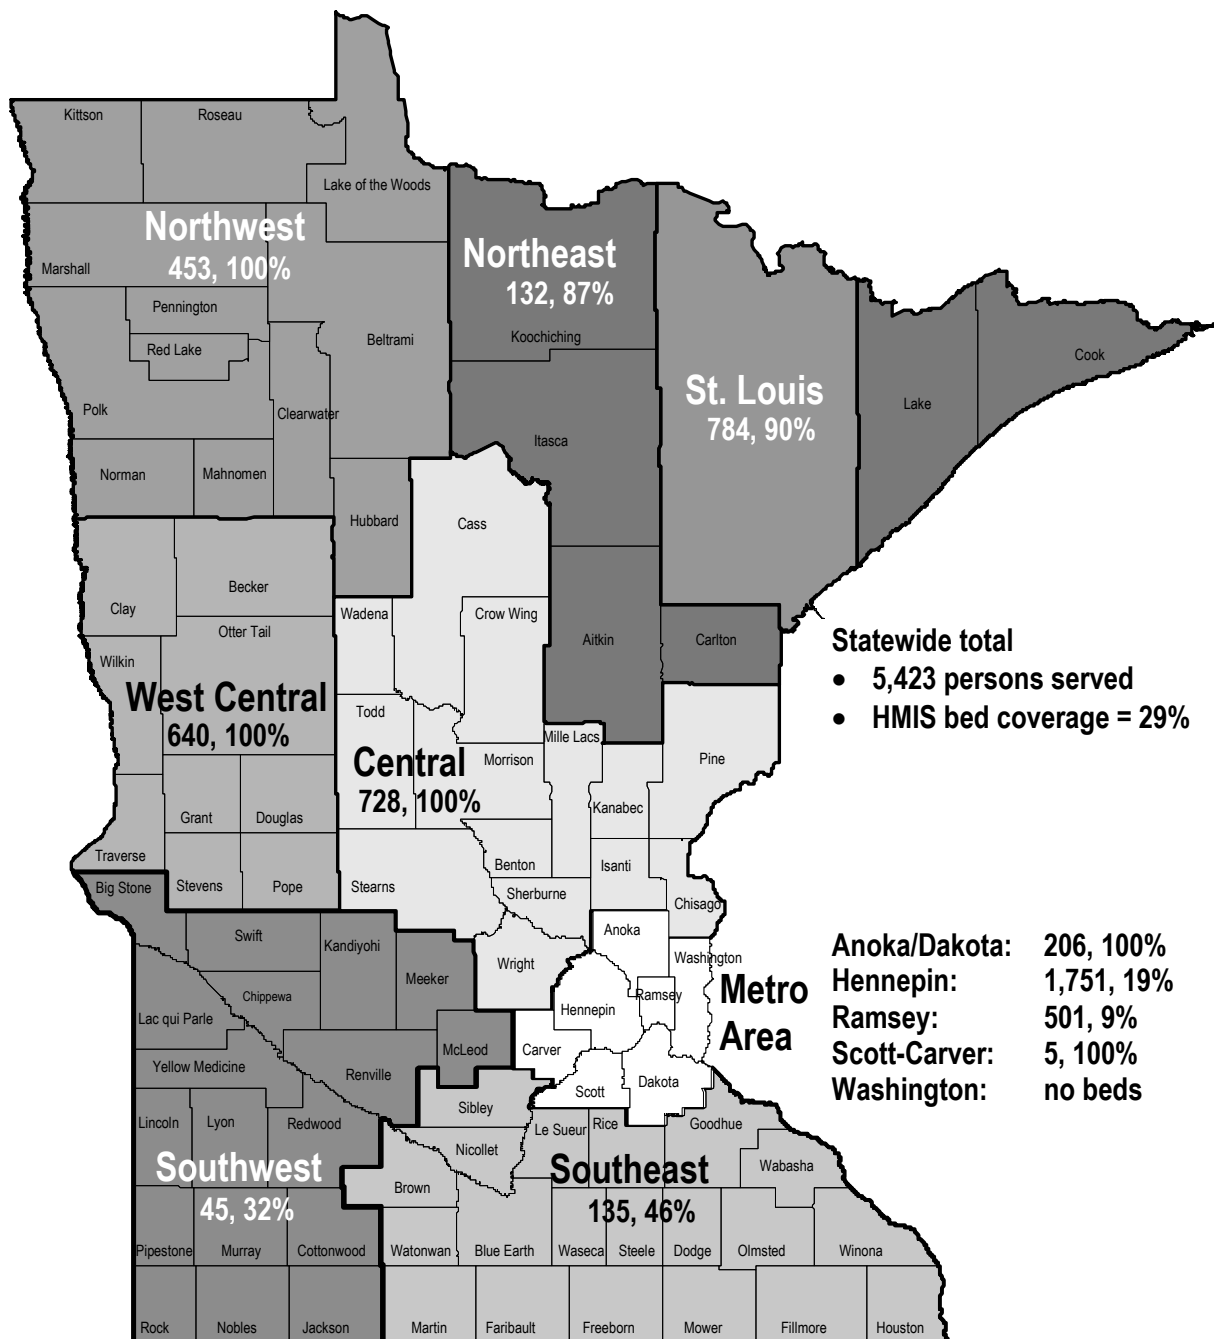 Kittson
Roseau
Lake of the Woods
Northwest
453, 100%
Marshall
Pennington
Red Lake
Beltrami
Polk
Clearwater
Norman
Mahnomen
Hubbard
Northeast
132, 87%
Koochiching
Itasca
St. Louis
784, 90%
Lake
Cook
Cass
Becker
Clay
Otter Tail
Wadena
Crow Wing
Aitkin
Carlton
Wilkin
West Central
640, 100%
Todd
Central
728, 100%
Morrison
Mille Lacs
Pine
Kanabec
Grant
Douglas
Traverse
Stevens
Pope
Stearns
Benton
Isanti
Sherburne
Chisago
Statewide total
• 5,423 persons served
• HMIS bed coverage = 29%
Big Stone
Swift
Kandiyohi
Meeker
Chippewa
Lac qui Parle
Yellow Medicine
Renville
McLeod
Wright
Anoka
Washington
Hennepin
Ramsey
Carver
Scott
Dakota
Metro
Area
Anoka/Dakota: 206, 100%
Hennepin: 1,751, 19%
Ramsey: 501, 9%
Scott-Carver: 5, 100%
Washington: no beds
Lincoln
Lyon
Redwood
Sibley
Nicollet
Le Sueur
Rice
Goodhue
Wabasha
Southwest
45, 32%
Brown
Southeast
135, 46%
Pipestone
Murray
Cottonwood
Watonwan
Blue Earth
Waseca
Steele
Dodge
Olmsted
Winona
Rock
Nobles
Jackson
Martin
Faribault
Freeborn
Mower
Fillmore
Houston